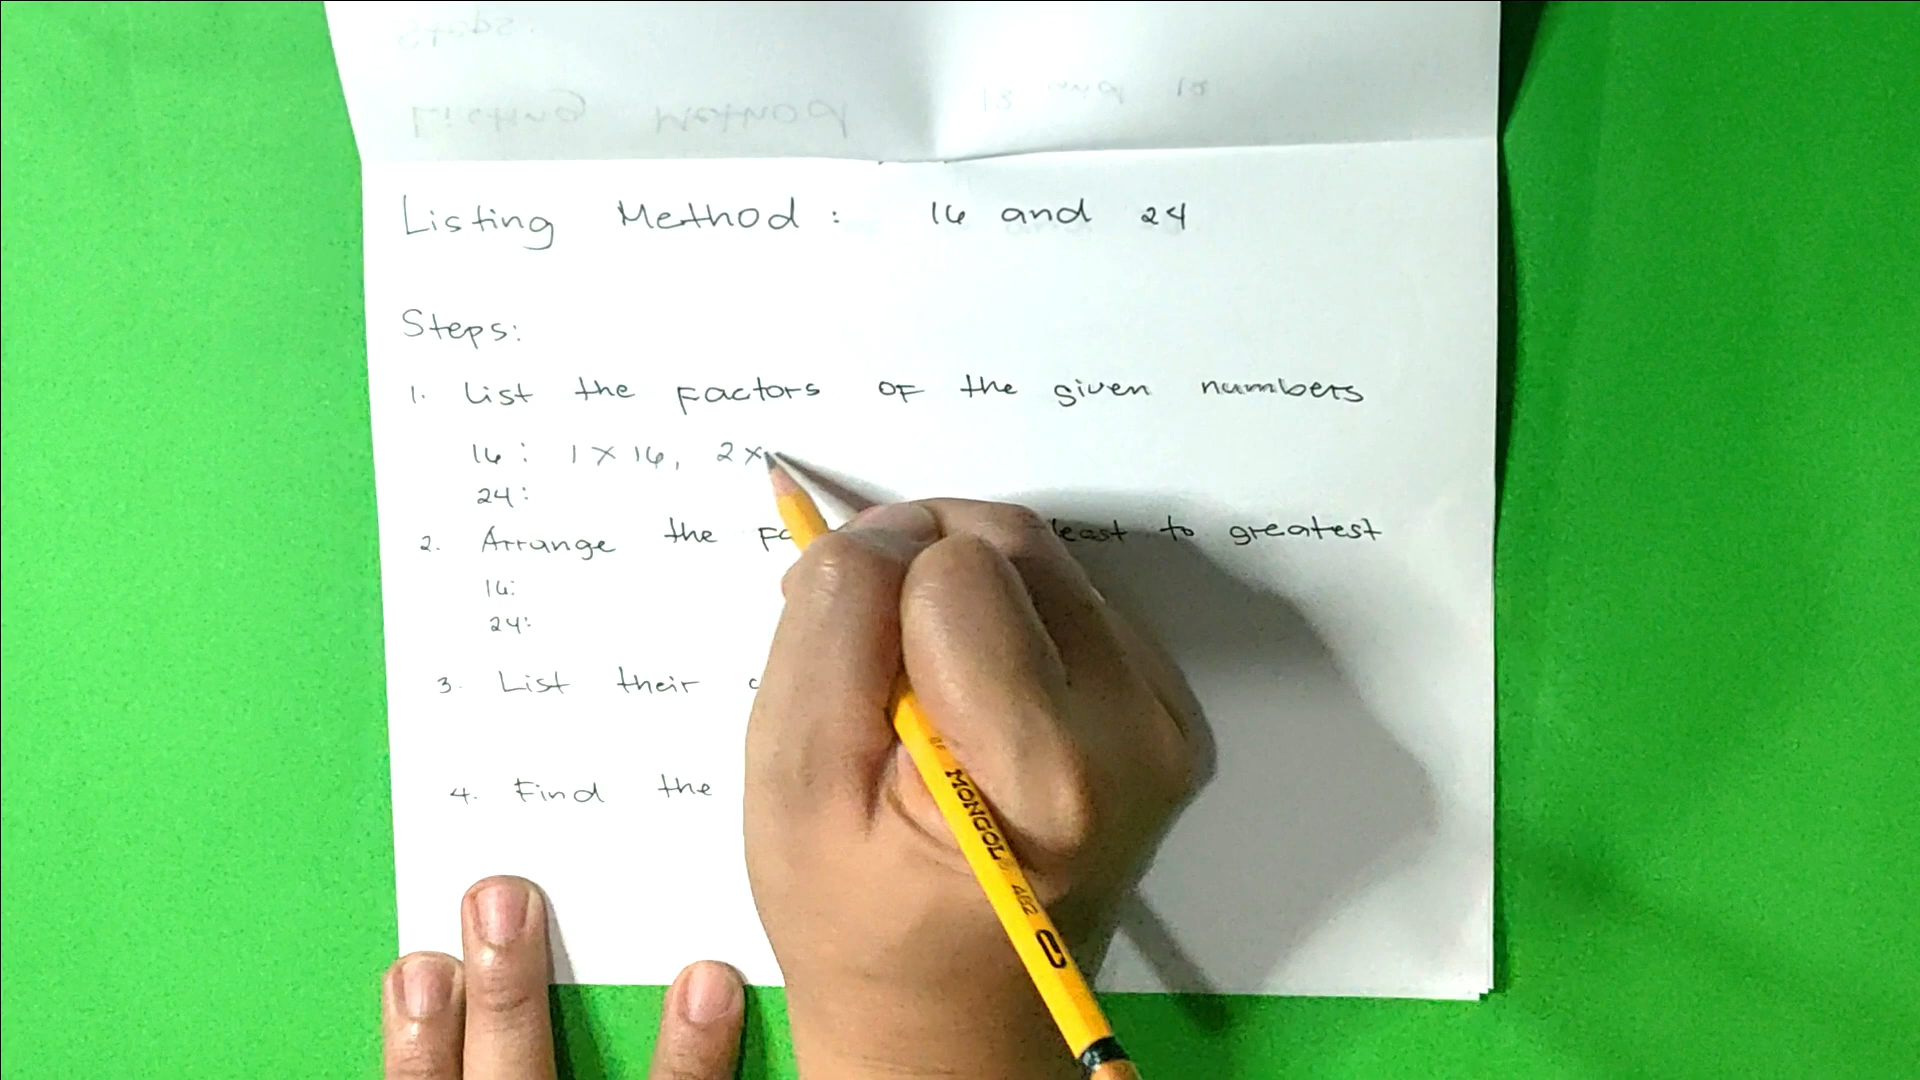 Listing Method : 16 and 24
Steps:
1. List the factors of the given numbers
16 : 1 x 16, 2 x
24:
2. Arrange the least to greatest
16:
24:
3. List their
4. Find the
MONGOL 482